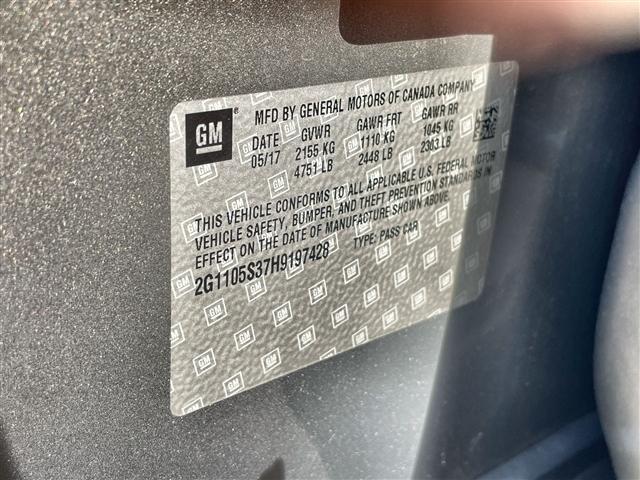 GM
MFD BY GENERAL MOTORS OF CANADA COMPANY
DATE GVWR GAWR FRT GAWR RR
05/17 2155 KG 1110 KG 1045 KG
4751 LB 2448 LB 2303 LB
THIS VEHICLE CONFORMS TO ALL APPLICABLE U.S. FEDERAL MOTOR
VEHICLE SAFETY, BUMPER, AND THEFT PREVENTION STANDARDS IN
EFFECT ON THE DATE OF MANUFACTURE SHOWN ABOVE.
2G1105S37H9197428 TYPE: PASS CAR